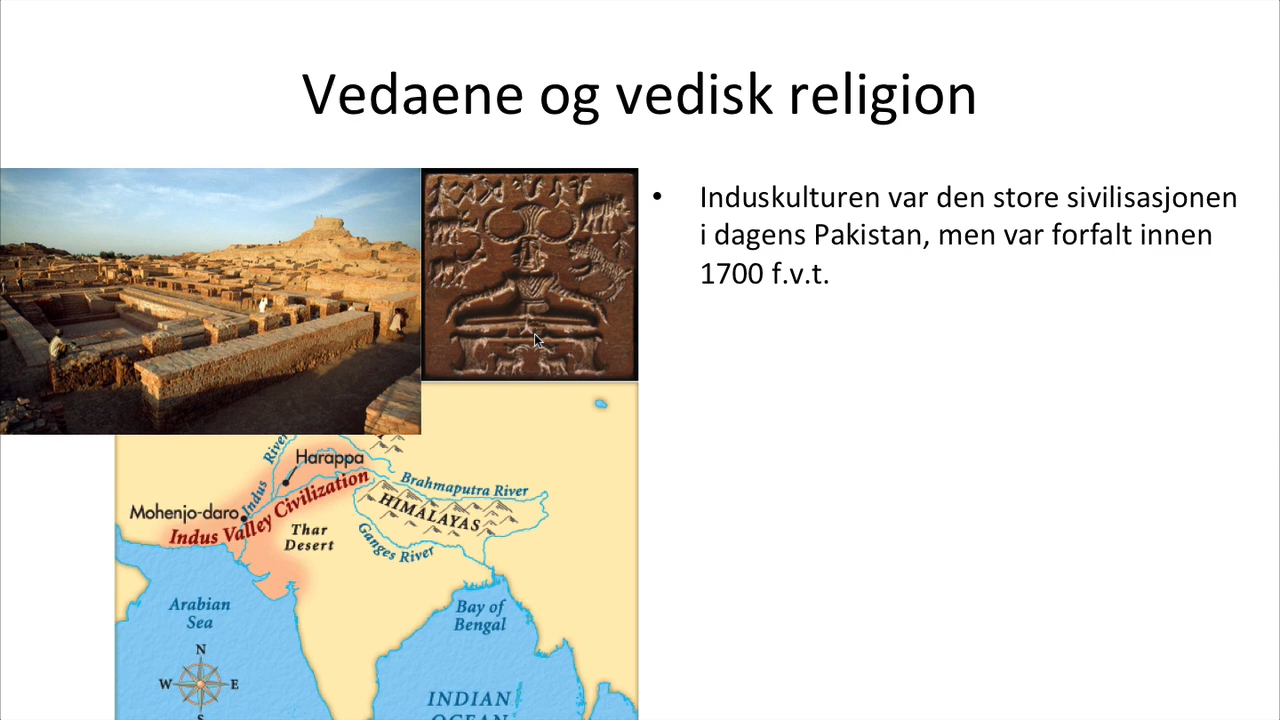 Vedaene og vedisk religion
• Induskulturen var den store sivilisasjonen
i dagens Pakistan, men var forfalt innen
1700 f.v.t.
Indus River
Harappa
Mohenjo-daro
Indus Valley Civilization
Brahmaputra River
HIMALAYAS
Thar
Desert
Ganges River
Arabian
Sea
Bay of
Bengal
N
W
E
S
INDIAN
OCEAN